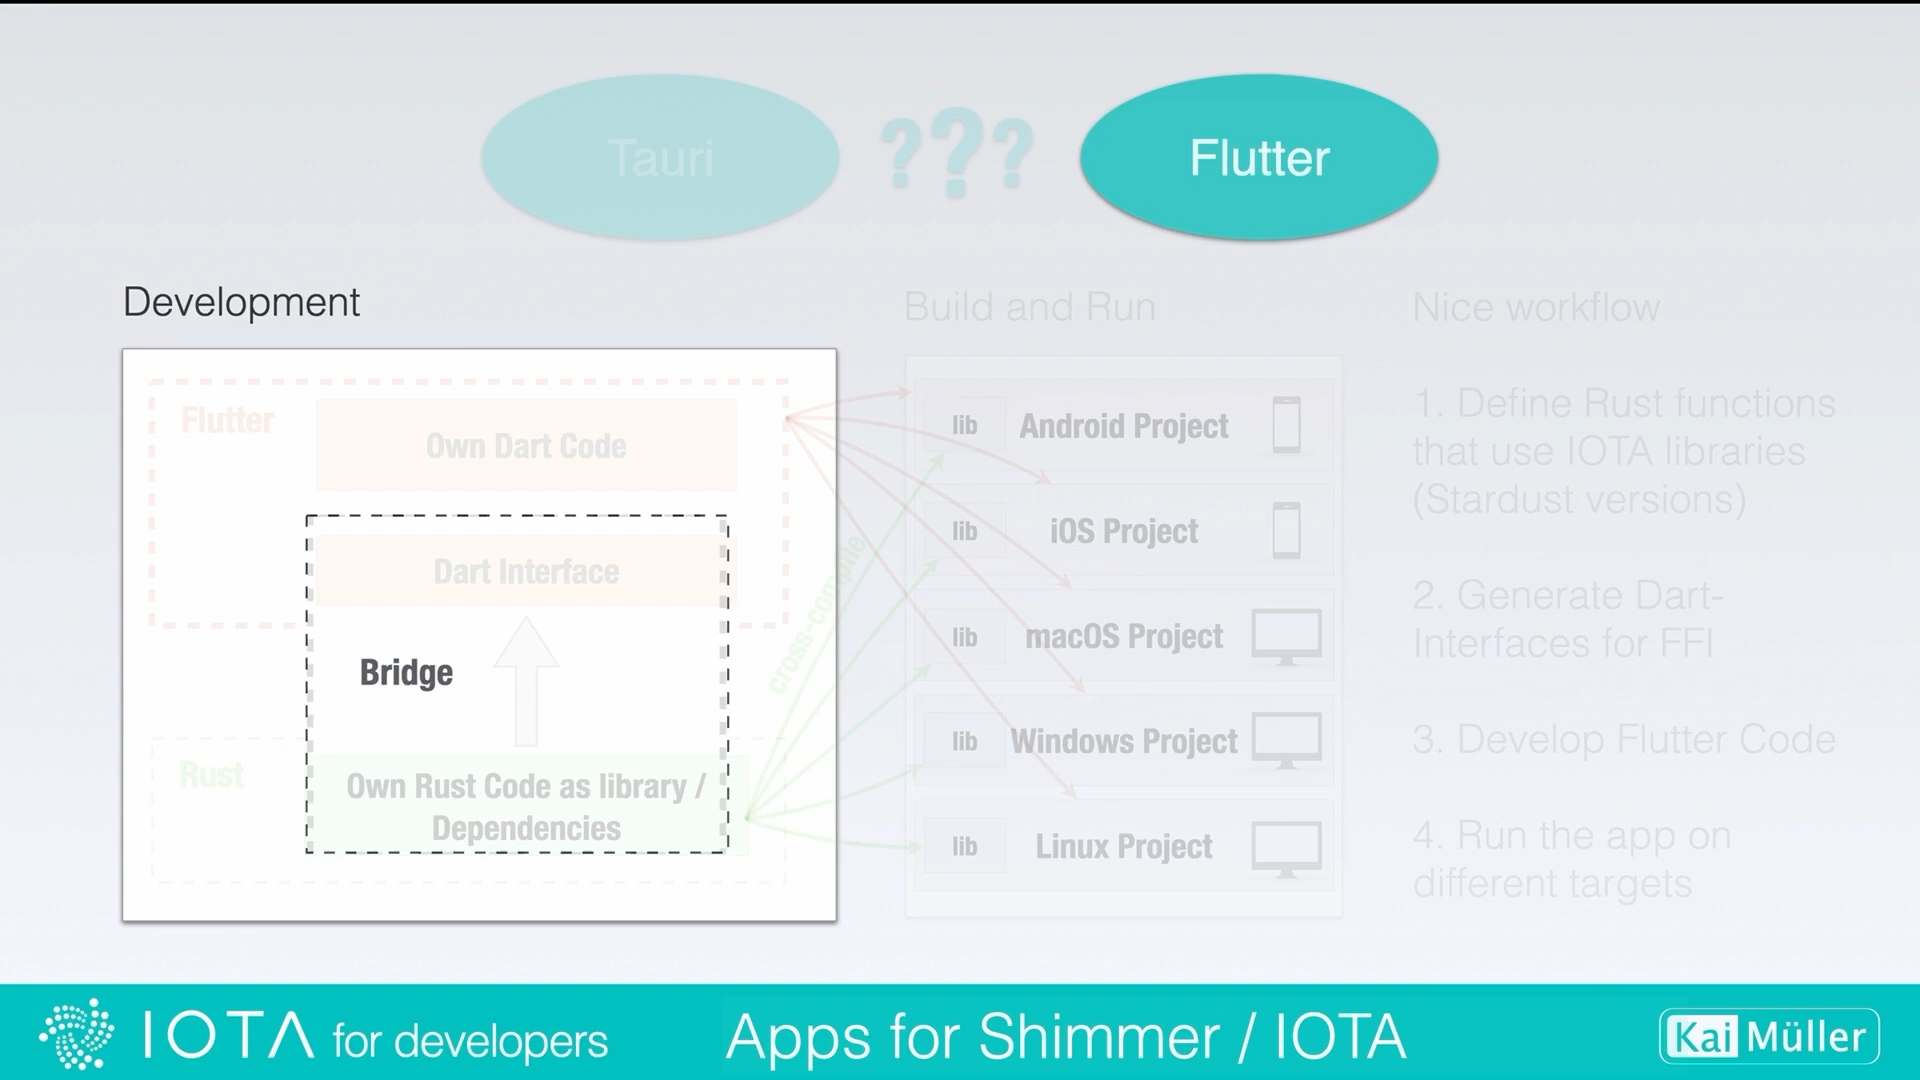 Tauri
???
Flutter
Development
Flutter
Own Dart Code
Dart Interface
Bridge
Rust
Own Rust Code as library /
Dependencies
cross-compile
Build and Run
lib Android Project
lib iOS Project
lib macOS Project
lib Windows Project
lib Linux Project
Nice workflow
1. Define Rust functions
that use IOTA libraries
(Stardust versions)
2. Generate Dart-
Interfaces for FFI
3. Develop Flutter Code
4. Run the app on
different targets
IOTA for developers
Apps for Shimmer / IOTA
Kai Müller